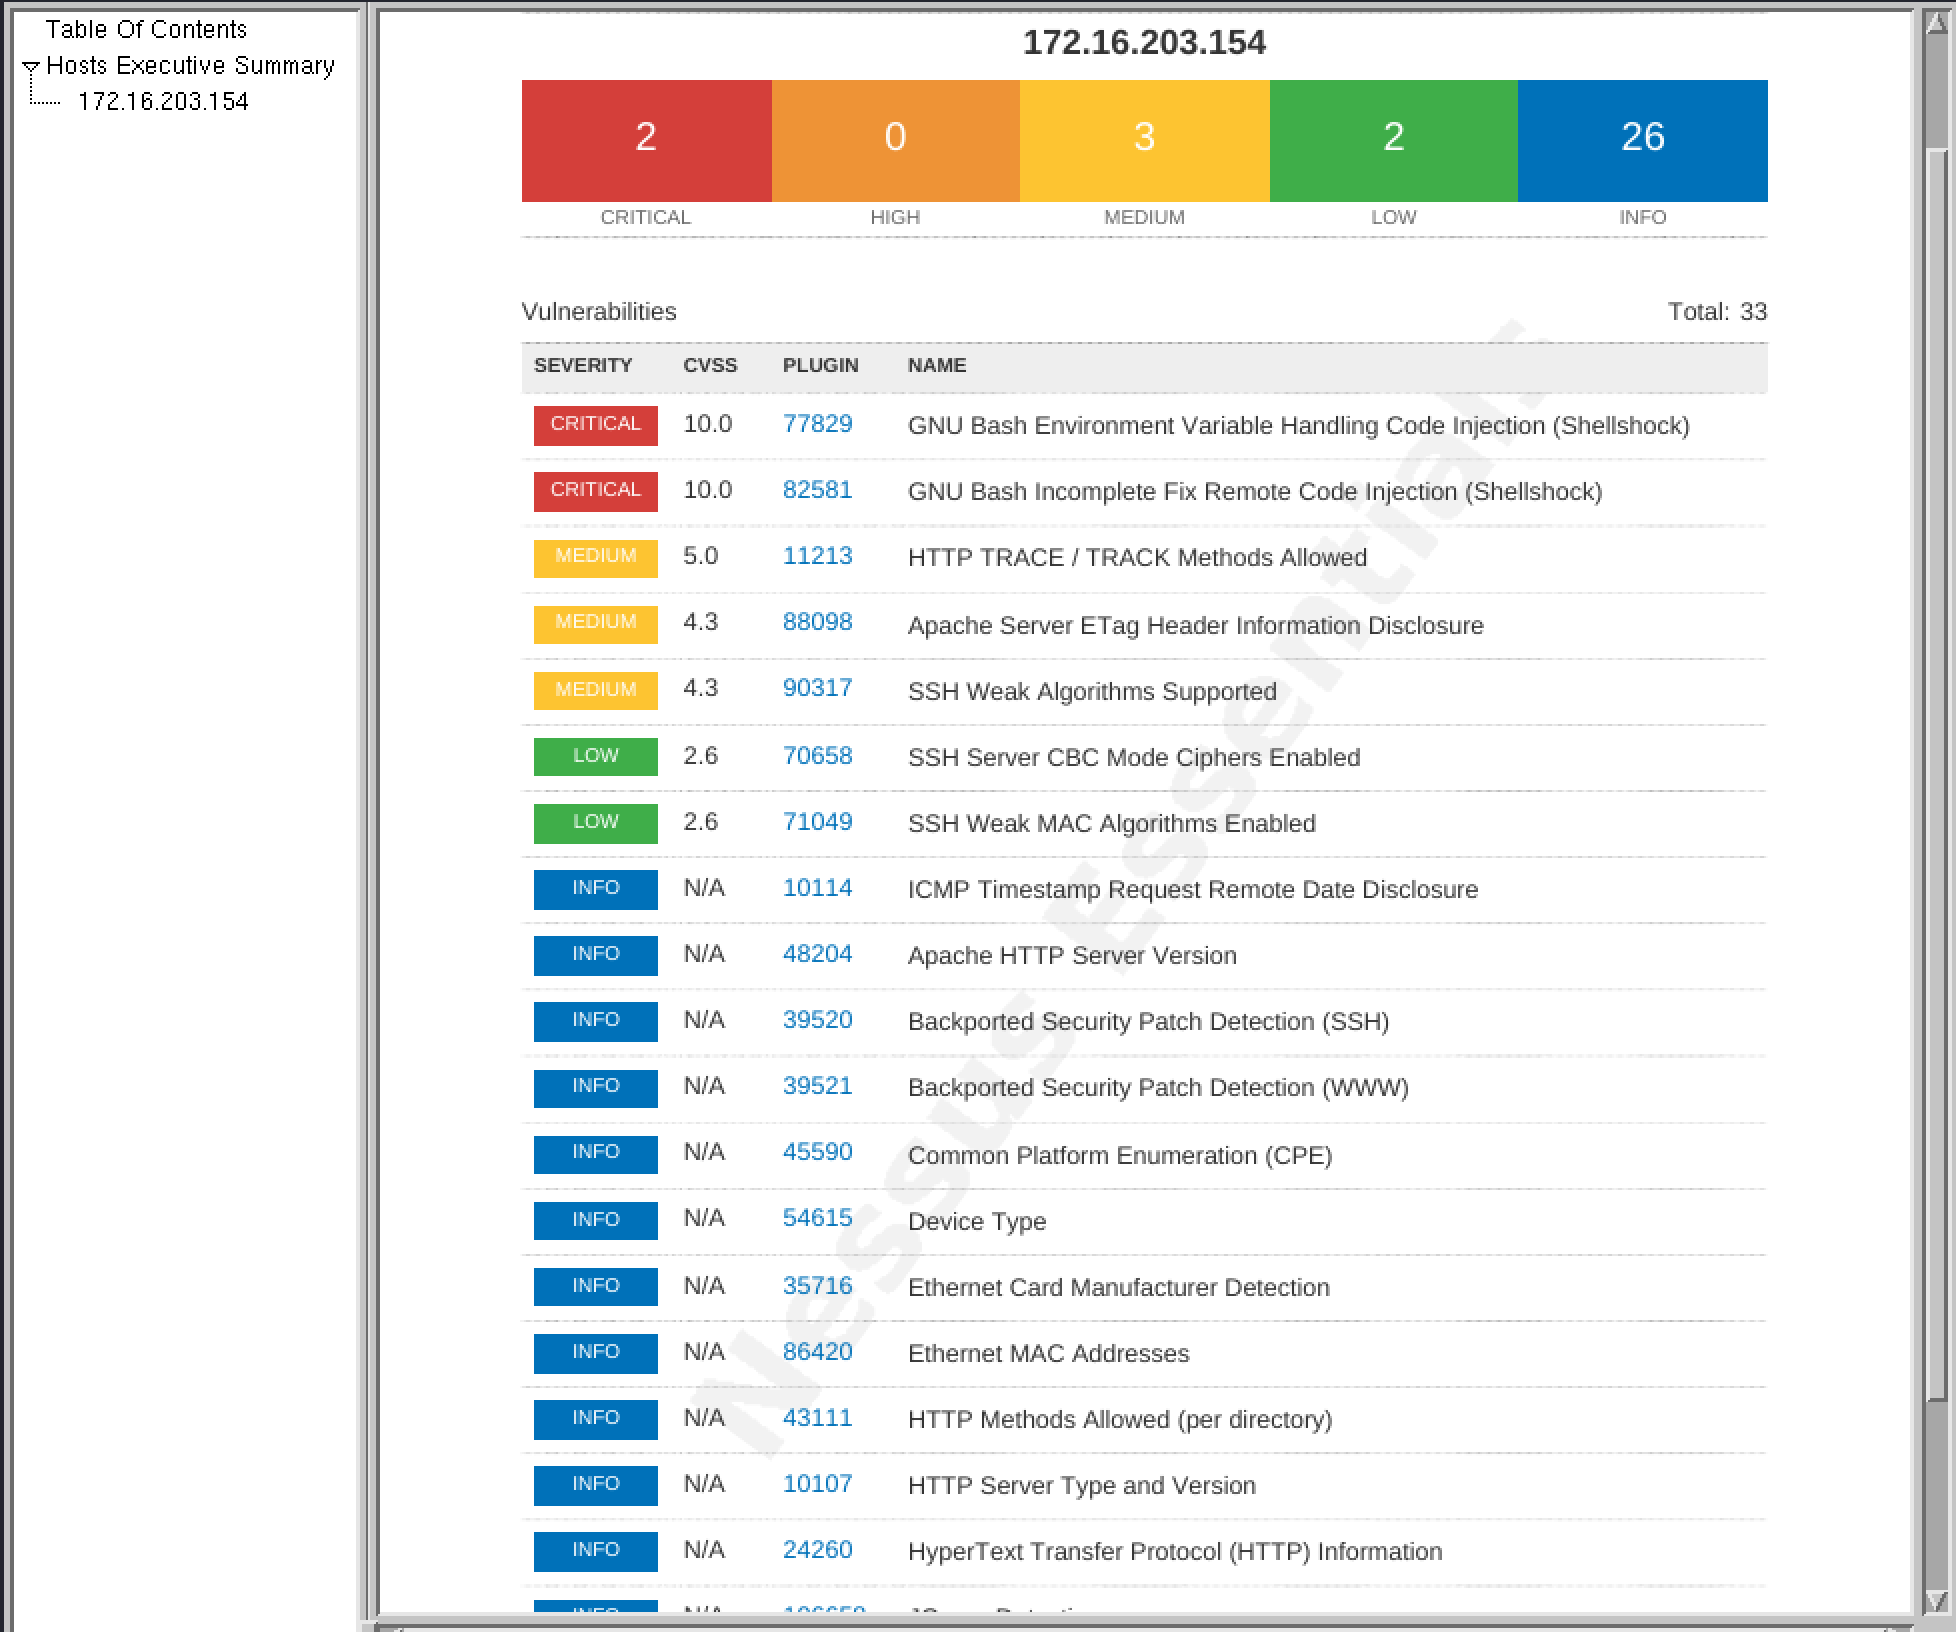 Table Of Contents
Hosts Executive Summary
172.16.203.154
172.16.203.154
2 0 3 2 26
CRITICAL HIGH MEDIUM LOW INFO
Vulnerabilities Total: 33
SEVERITY CVSS PLUGIN NAME
CRITICAL 10.0 77829 GNU Bash Environment Variable Handling Code Injection (Shellshock)
CRITICAL 10.0 82581 GNU Bash Incomplete Fix Remote Code Injection (Shellshock)
MEDIUM 5.0 11213 HTTP TRACE / TRACK Methods Allowed
MEDIUM 4.3 88098 Apache Server ETag Header Information Disclosure
MEDIUM 4.3 90317 SSH Weak Algorithms Supported
LOW 2.6 70658 SSH Server CBC Mode Ciphers Enabled
LOW 2.6 71049 SSH Weak MAC Algorithms Enabled
INFO N/A 10114 ICMP Timestamp Request Remote Date Disclosure
INFO N/A 48204 Apache HTTP Server Version
INFO N/A 39520 Backported Security Patch Detection (SSH)
INFO N/A 39521 Backported Security Patch Detection (WWW)
INFO N/A 45590 Common Platform Enumeration (CPE)
INFO N/A 54615 Device Type
INFO N/A 35716 Ethernet Card Manufacturer Detection
INFO N/A 86420 Ethernet MAC Addresses
INFO N/A 43111 HTTP Methods Allowed (per directory)
INFO N/A 10107 HTTP Server Type and Version
INFO N/A 24260 HyperText Transfer Protocol (HTTP) Information
INFO N/A
Nessus Essentials